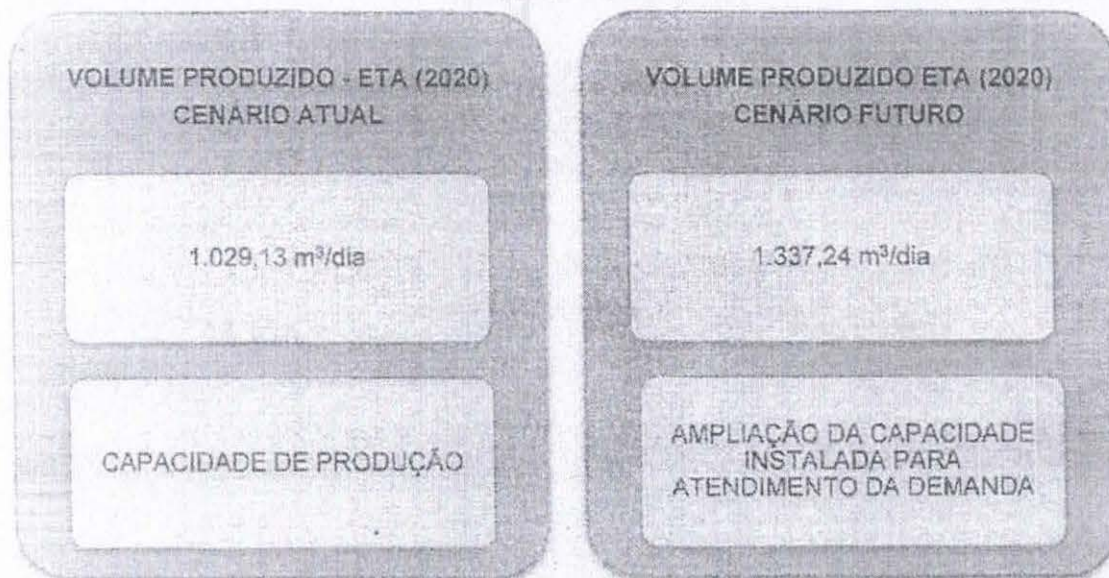 VOLUME PRODUZIDO - ETA (2020)
CENÁRIO ATUAL
1.029,13 m³/dia
CAPACIDADE DE PRODUÇÃO
VOLUME PRODUZIDO ETA (2020)
CENÁRIO FUTURO
1.337,24 m³/dia
AMPLIAÇÃO DA CAPACIDADE
INSTALADA PARA
ATENDIMENTO DA DEMANDA